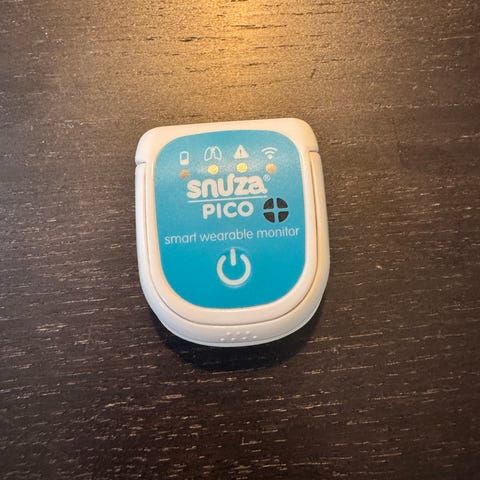 snuza®
PICO
smart wearable monitor